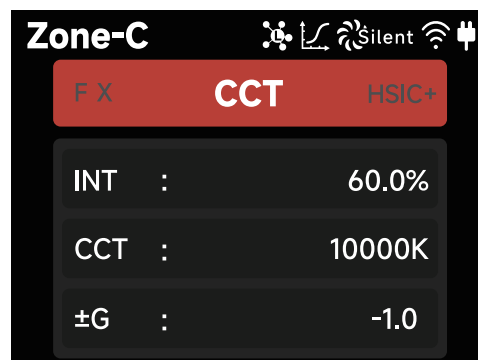 Zone-C Silent
F X CCT HSIC+
INT : 60.0%
CCT : 10000K
±G : -1.0